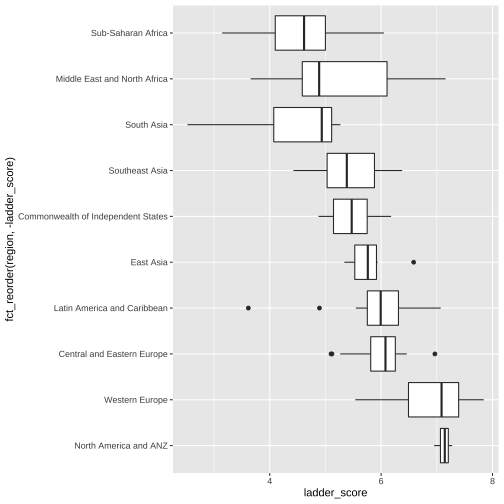 fct_reorder(region, -ladder_score)
Sub-Saharan Africa
Middle East and North Africa
South Asia
Southeast Asia
Commonwealth of Independent States
East Asia
Latin America and Caribbean
Central and Eastern Europe
Western Europe
North America and ANZ
4 6 8
ladder_score